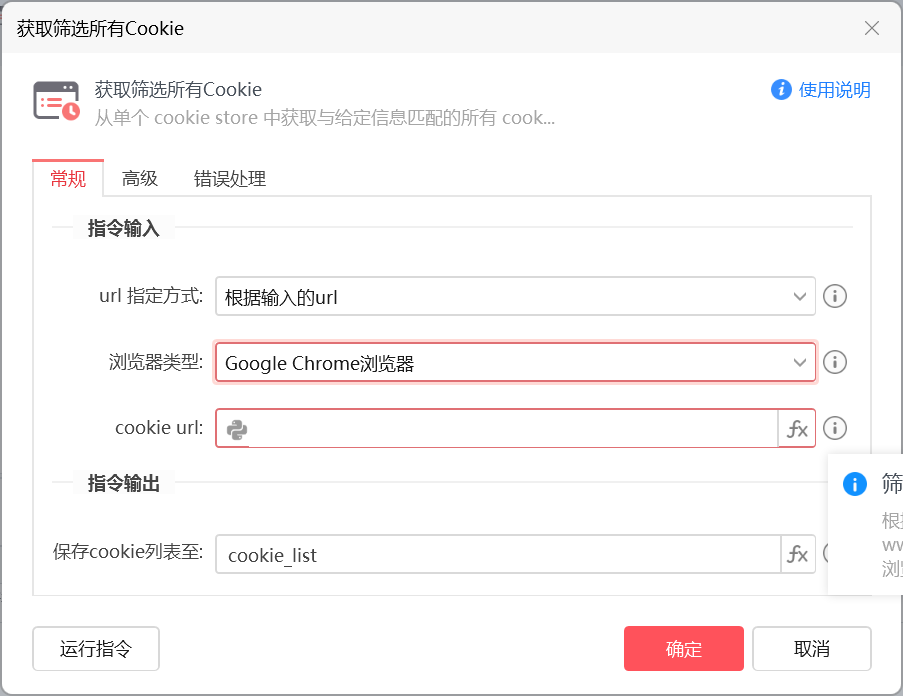 获取筛选所有Cookie
获取筛选所有Cookie
使用说明
从单个 cookie store 中获取与给定信息匹配的所有 cook...
常规 高级 错误处理
指令输入
url 指定方式: 根据输入的url
浏览器类型: Google Chrome浏览器
cookie url: fx
指令输出
筛
根据
ww
浏览
保存cookie列表至: cookie_list fx
运行指令 确定 取消